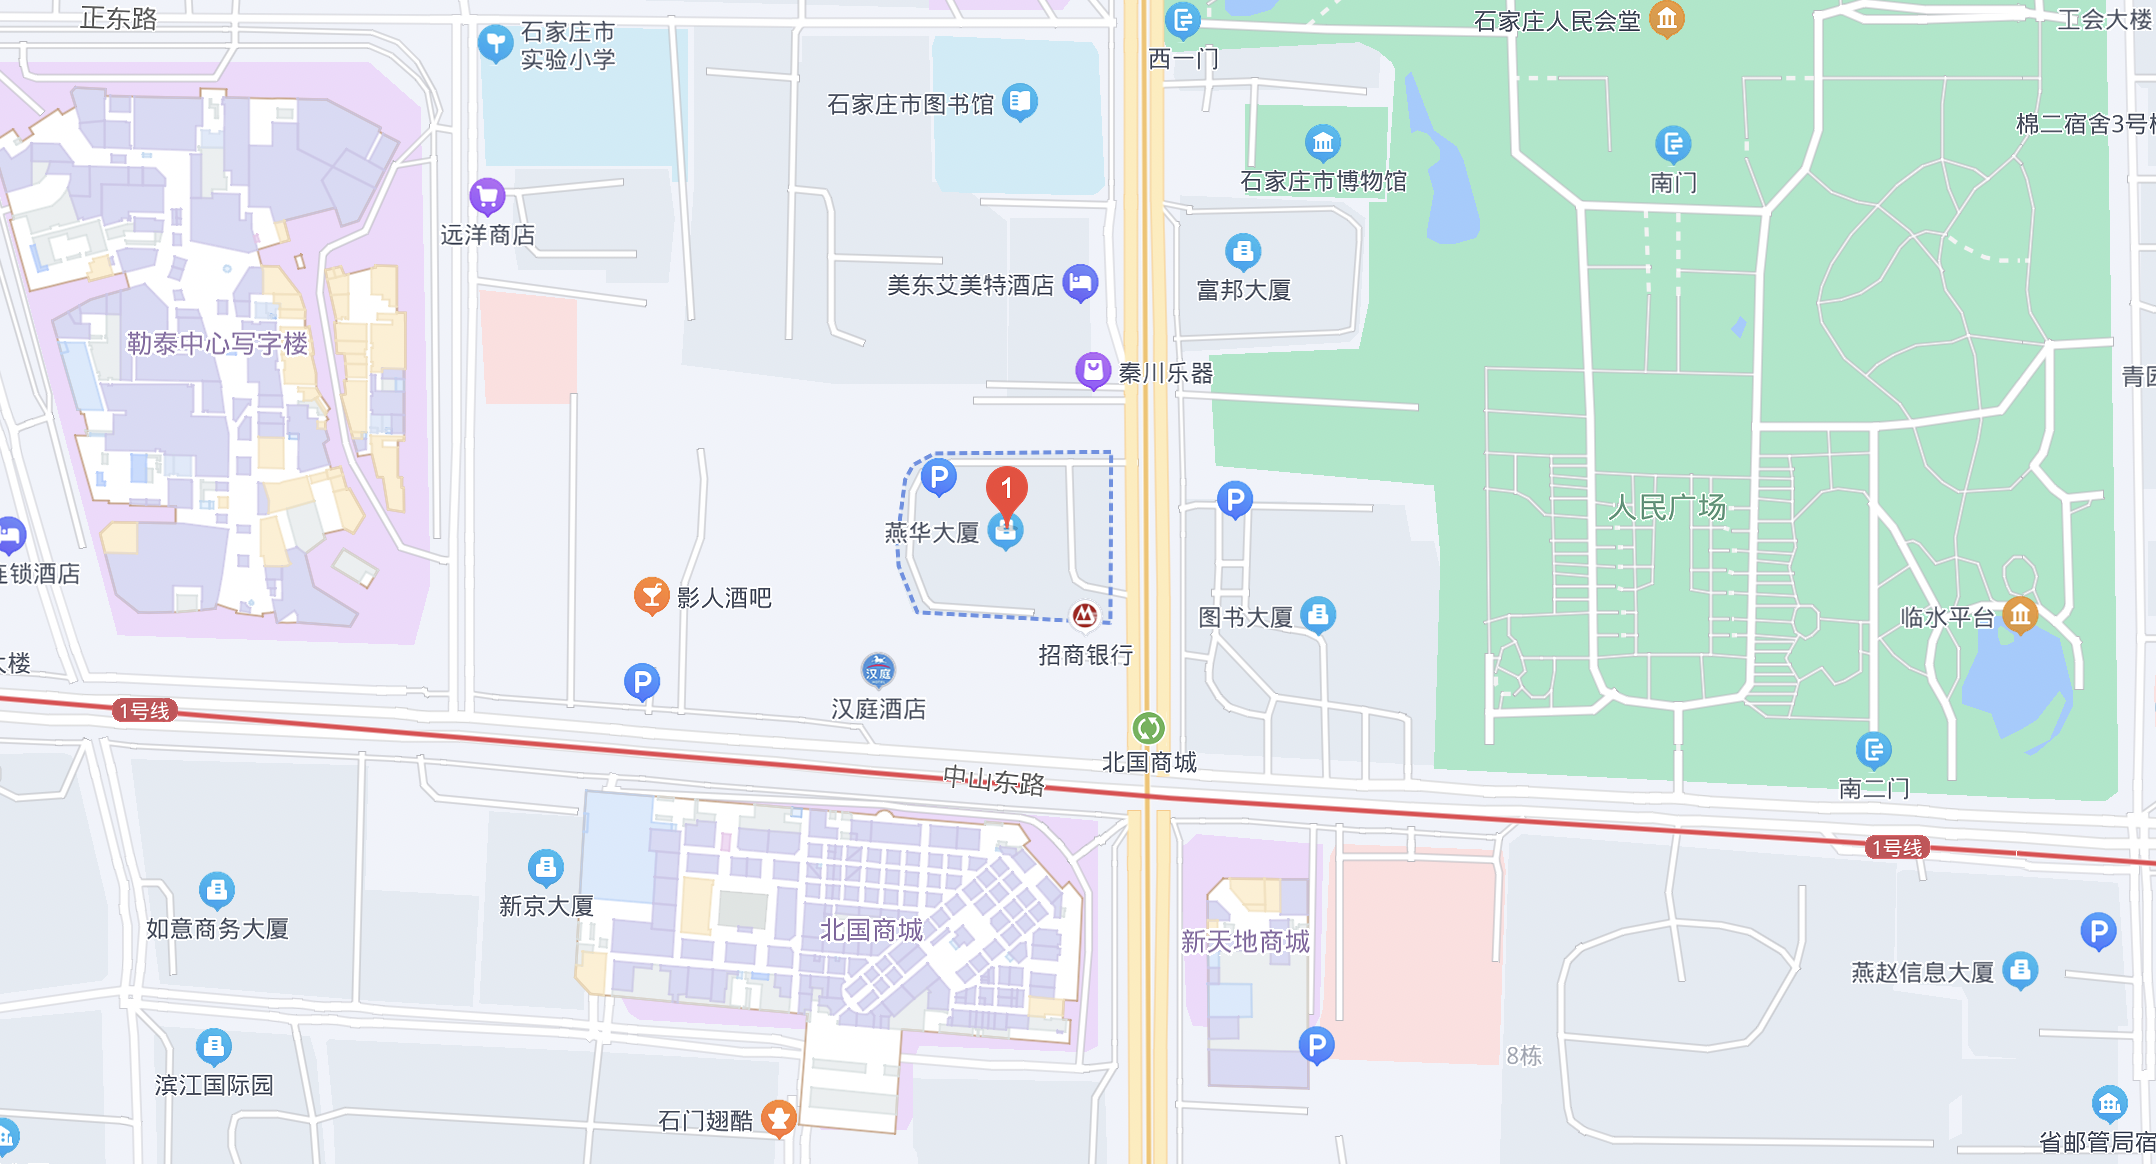 正东路
石家庄市
实验小学
西一门
石家庄人民会堂
工会大楼
石家庄市图书馆
棉二宿舍3号
石家庄市博物馆
南门
远洋商店
美东艾美特酒店
富邦大厦
勒泰中心写字楼
秦川乐器
青园
P
1
P
人民广场
燕华大厦
连锁酒店
影人酒吧
图书大厦
临水平台
招商银行
大楼
P
汉庭
汉庭酒店
1号线
北国商城
中山东路
南二门
1号线
新京大厦
如意商务大厦
北国商城
新天地商城
P
燕赵信息大厦
P
8栋
滨江国际园
石门翅酷
省邮管局宿